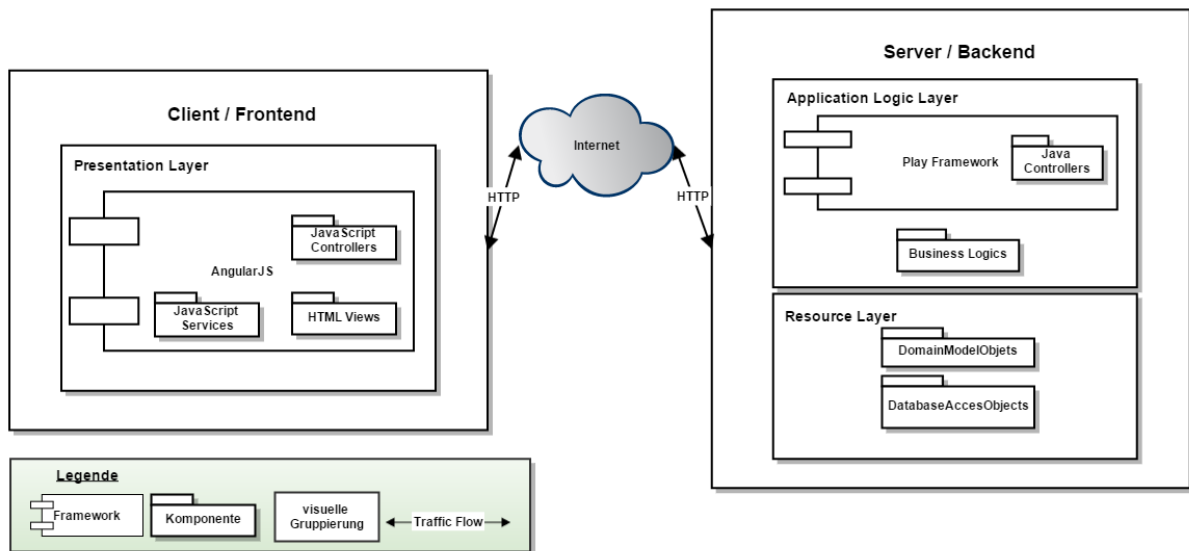 Client / Frontend
Presentation Layer
JavaScript
Controllers
AngularJS
JavaScript
Services
HTML Views
HTTP
Internet
HTTP
Server / Backend
Application Logic Layer
Play Framework
Java
Controllers
Business Logics
Resource Layer
DomainModelObjets
DatabaseAccesObjects
Legende
Framework
Komponente
visuelle
Gruppierung
Traffic Flow